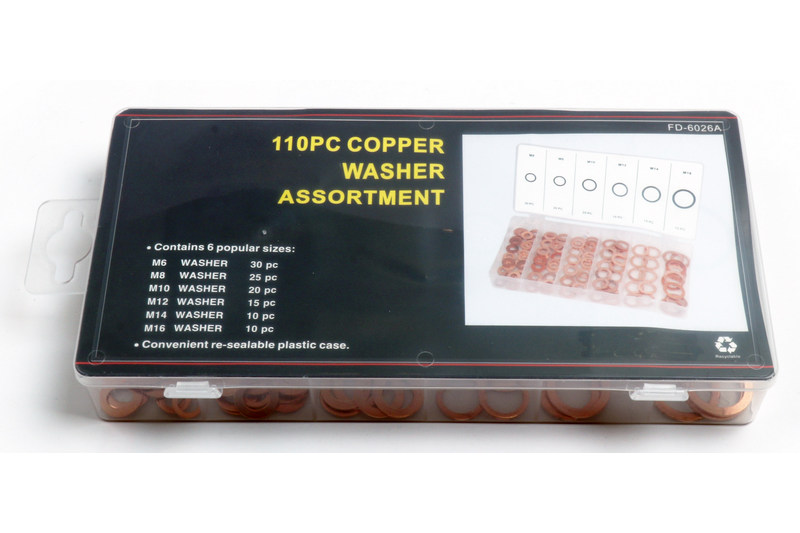 FD-6026A
110PC COPPER
WASHER
ASSORTMENT
• Contains 6 popular sizes:
M6 WASHER 30 pc
M8 WASHER 25 pc
M10 WASHER 20 pc
M12 WASHER 15 pc
M14 WASHER 10 pc
M16 WASHER 10 pc
• Convenient re-sealable plastic case.
Recyclable